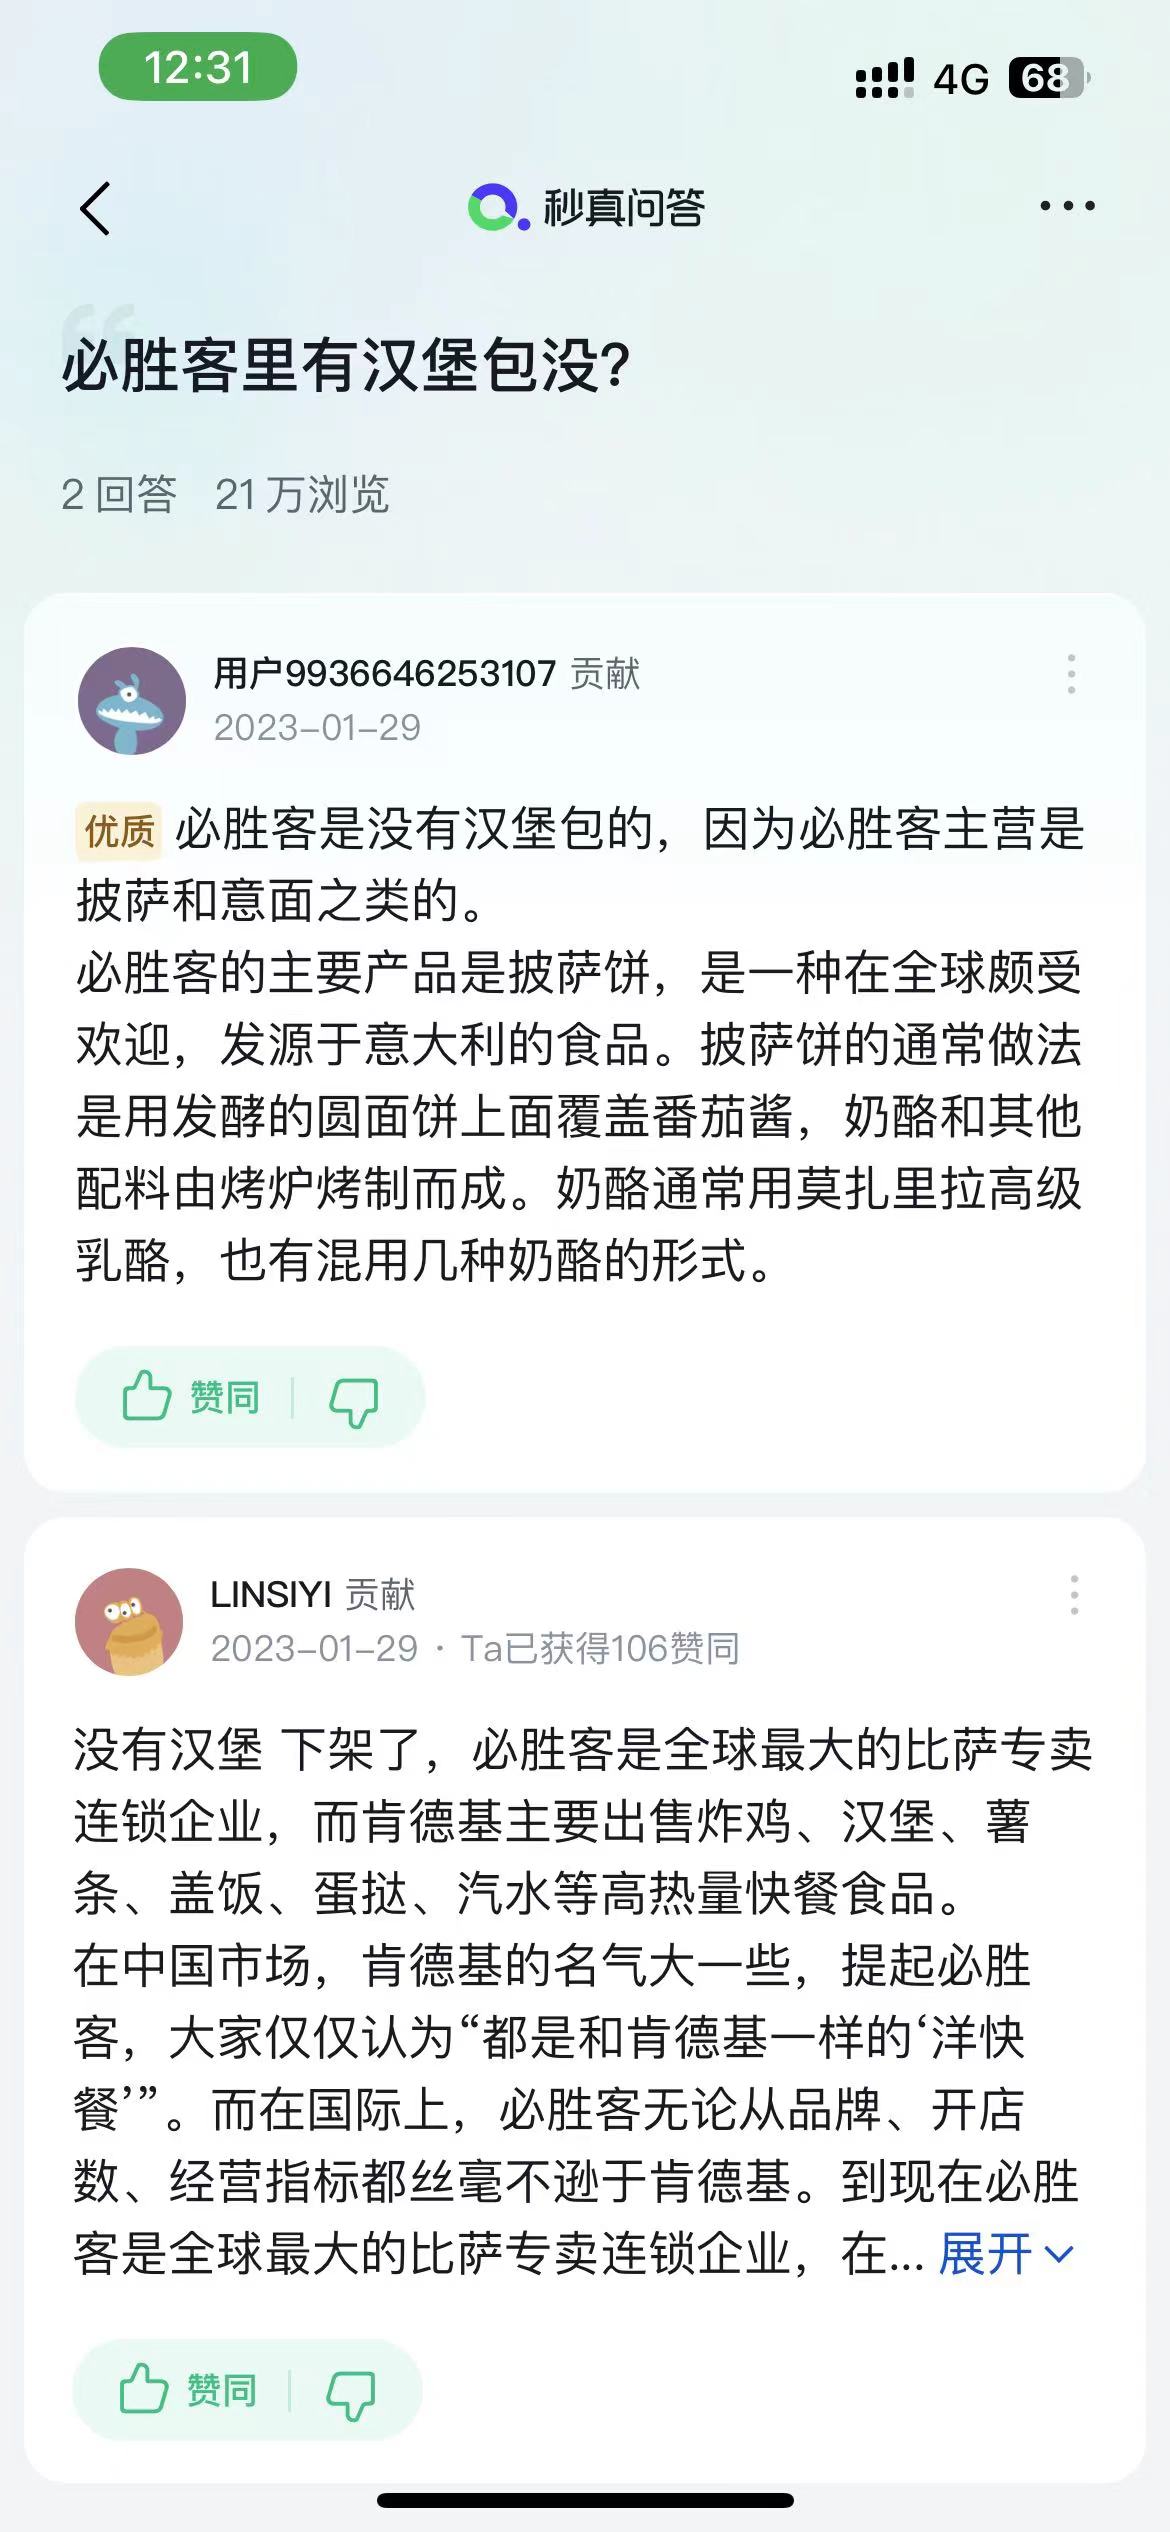 12:31
4G 68
秒真问答
必胜客里有汉堡包没?
2 回答 21 万浏览
用户9936646253107 贡献
2023-01-29
优质 必胜客是没有汉堡包的，因为必胜客主营是
披萨和意面之类的。
必胜客的主要产品是披萨饼，是一种在全球颇受
欢迎，发源于意大利的食品。披萨饼的通常做法
是用发酵的圆面饼上面覆盖番茄酱，奶酪和其他
配料由烤炉烤制而成。奶酪通常用莫扎里拉高级
乳酪，也有混用几种奶酪的形式。
赞同
LINSIYI 贡献
2023-01-29 · Ta已获得106赞同
没有汉堡 下架了，必胜客是全球最大的比萨专卖
连锁企业，而肯德基主要出售炸鸡、汉堡、薯
条、盖饭、蛋挞、汽水等高热量快餐食品。
在中国市场，肯德基的名气大一些，提起必胜
客，大家仅仅认为“都是和肯德基一样的‘洋快
餐’”。而在国际上，必胜客无论从品牌、开店
数、经营指标都丝毫不逊于肯德基。到现在必胜
客是全球最大的比萨专卖连锁企业，在... 展开
赞同